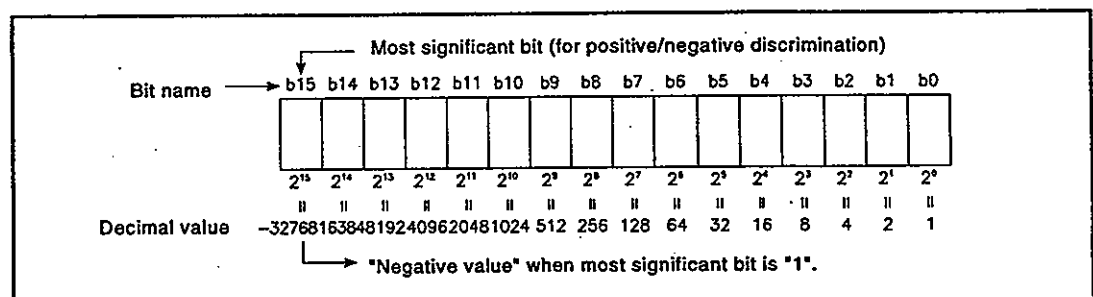 Most significant bit (for positive/negative discrimination)
Bit name b15 b14 b13 b12 b11 b10 b9 b8 b7 b6 b5 b4 b3 b2 b1 b0
2¹⁵ 2¹⁴ 2¹³ 2¹² 2¹¹ 2¹⁰ 2⁹ 2⁸ 2⁷ 2⁶ 2⁵ 2⁴ 2³ 2² 2¹ 2⁰
= = = = = = = = = = = = = = = =
Decimal value −32768 16384 8192 4096 2048 1024 512 256 128 64 32 16 8 4 2 1
"Negative value" when most significant bit is "1".